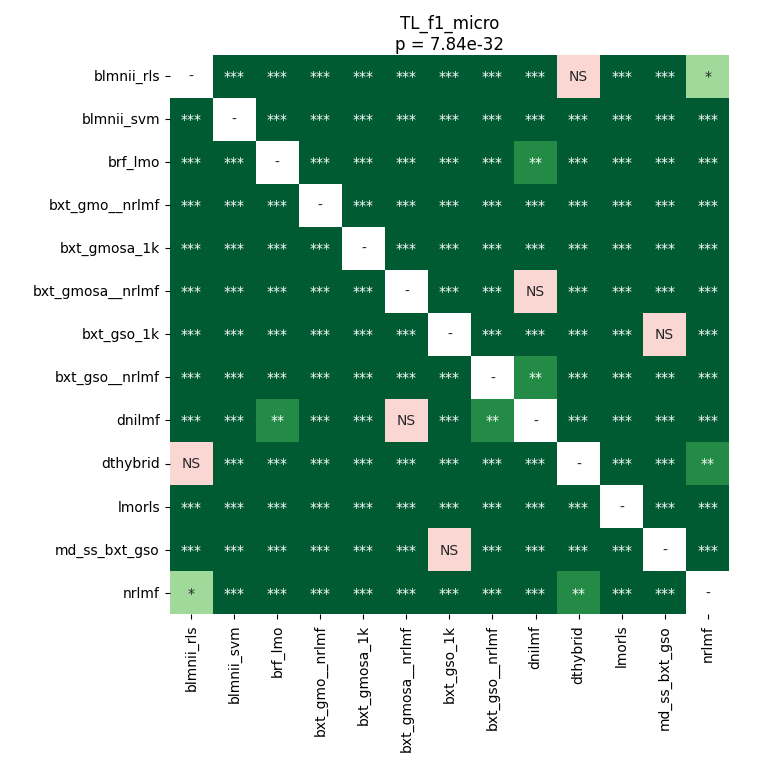 TL_f1_micro
p = 7.84e-32
blmnii_rls - *** *** *** *** *** *** *** *** NS *** *** *
blmnii_svm *** - *** *** *** *** *** *** *** *** *** *** ***
brf_lmo *** *** - *** *** *** *** *** ** *** *** *** ***
bxt_gmo__nrlmf *** *** *** - *** *** *** *** *** *** *** *** ***
bxt_gmosa_1k *** *** *** *** - *** *** *** *** *** *** *** ***
bxt_gmosa__nrlmf *** *** *** *** *** - *** *** NS *** *** *** ***
bxt_gso_1k *** *** *** *** *** *** - *** *** *** *** NS ***
bxt_gso__nrlmf *** *** *** *** *** *** *** - ** *** *** *** ***
dnilmf *** *** ** *** *** NS *** ** - *** *** *** ***
dthybrid NS *** *** *** *** *** *** *** *** - *** *** **
lmorls *** *** *** *** *** *** *** *** *** *** - *** ***
md_ss_bxt_gso *** *** *** *** *** *** NS *** *** *** *** - ***
nrlmf * *** *** *** *** *** *** *** *** ** *** *** -
blmnii_rls
blmnii_svm
brf_lmo
bxt_gmo__nrlmf
bxt_gmosa_1k
bxt_gmosa__nrlmf
bxt_gso_1k
bxt_gso__nrlmf
dnilmf
dthybrid
lmorls
md_ss_bxt_gso
nrlmf